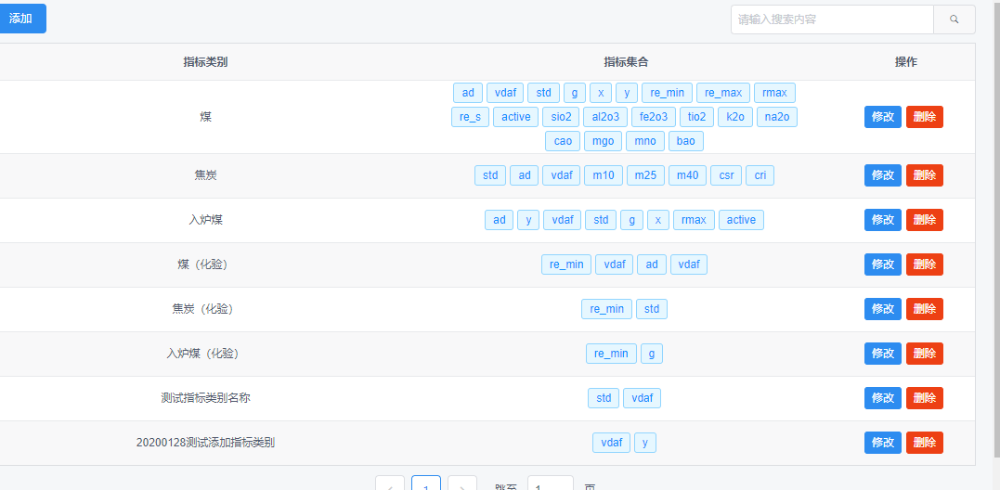 添加
请输入搜索内容
指标类别 指标集合 操作
煤
ad vdaf std g x y re_min re_max rmax
re_s active sio2 al2o3 fe2o3 tio2 k2o na2o
cao mgo mno bao
修改 删除
焦炭 std ad vdaf m10 m25 m40 csr cri 修改 删除
入炉煤 ad y vdaf std g x rmax active 修改 删除
煤（化验） re_min vdaf ad vdaf 修改 删除
焦炭（化验） re_min std 修改 删除
入炉煤（化验） re_min g 修改 删除
测试指标类别名称 std vdaf 修改 删除
20200128测试添加指标类别 vdaf y 修改 删除
1 跳至 1 页